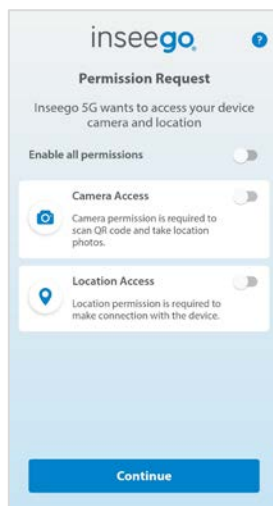 inseego.
?
Permission Request
Inseego 5G wants to access your device
camera and location
Enable all permissions
Camera Access
Camera permission is required to
scan QR code and take location
photos.
Location Access
Location permission is required to
make connection with the device.
Continue